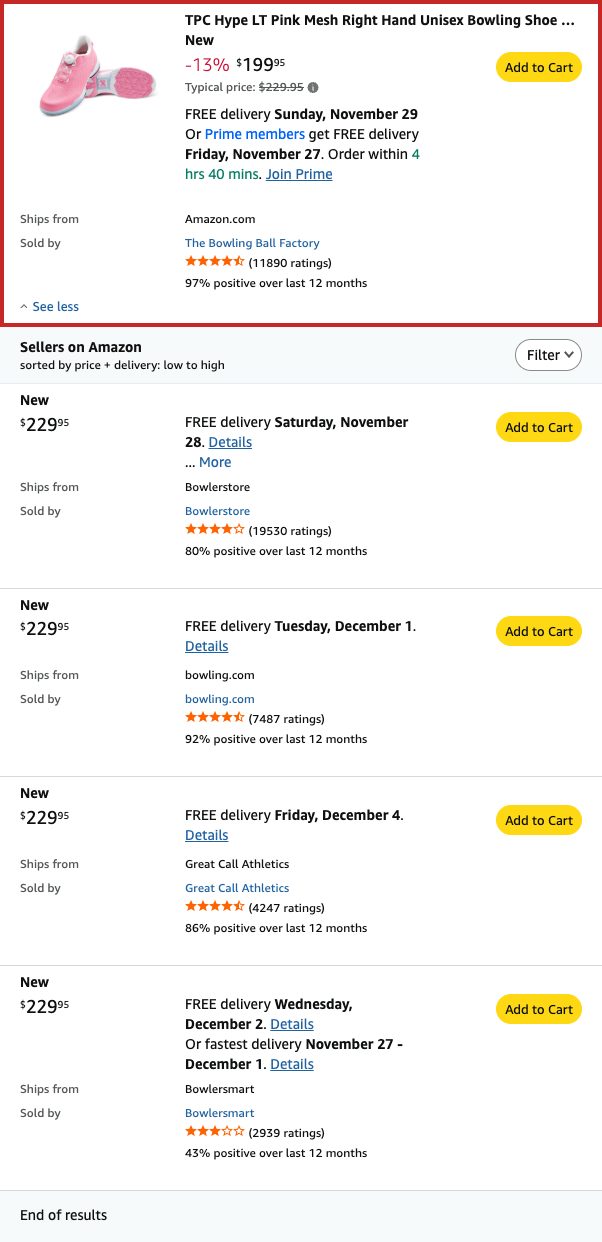 TPC Hype LT Pink Mesh Right Hand Unisex Bowling Shoe ...
New
-13% $199.95
Add to Cart
Typical price: $229.95
FREE delivery Sunday, November 29
Or Prime members get FREE delivery
Friday, November 27. Order within 4
hrs 40 mins. Join Prime
Ships from Amazon.com
Sold by The Bowling Ball Factory
(11890 ratings)
97% positive over last 12 months
See less
Sellers on Amazon
sorted by price + delivery: low to high
Filter
New
$229.95
FREE delivery Saturday, November
28. Details
... More
Add to Cart
Ships from Bowlerstore
Sold by Bowlerstore
(19530 ratings)
80% positive over last 12 months
New
$229.95
FREE delivery Tuesday, December 1.
Details
Add to Cart
Ships from bowling.com
Sold by bowling.com
(7487 ratings)
92% positive over last 12 months
New
$229.95
FREE delivery Friday, December 4.
Details
Add to Cart
Ships from Great Call Athletics
Sold by Great Call Athletics
(4247 ratings)
86% positive over last 12 months
New
$229.95
FREE delivery Wednesday,
December 2. Details
Or fastest delivery November 27 -
December 1. Details
Add to Cart
Ships from Bowlersmart
Sold by Bowlersmart
(2939 ratings)
43% positive over last 12 months
End of results